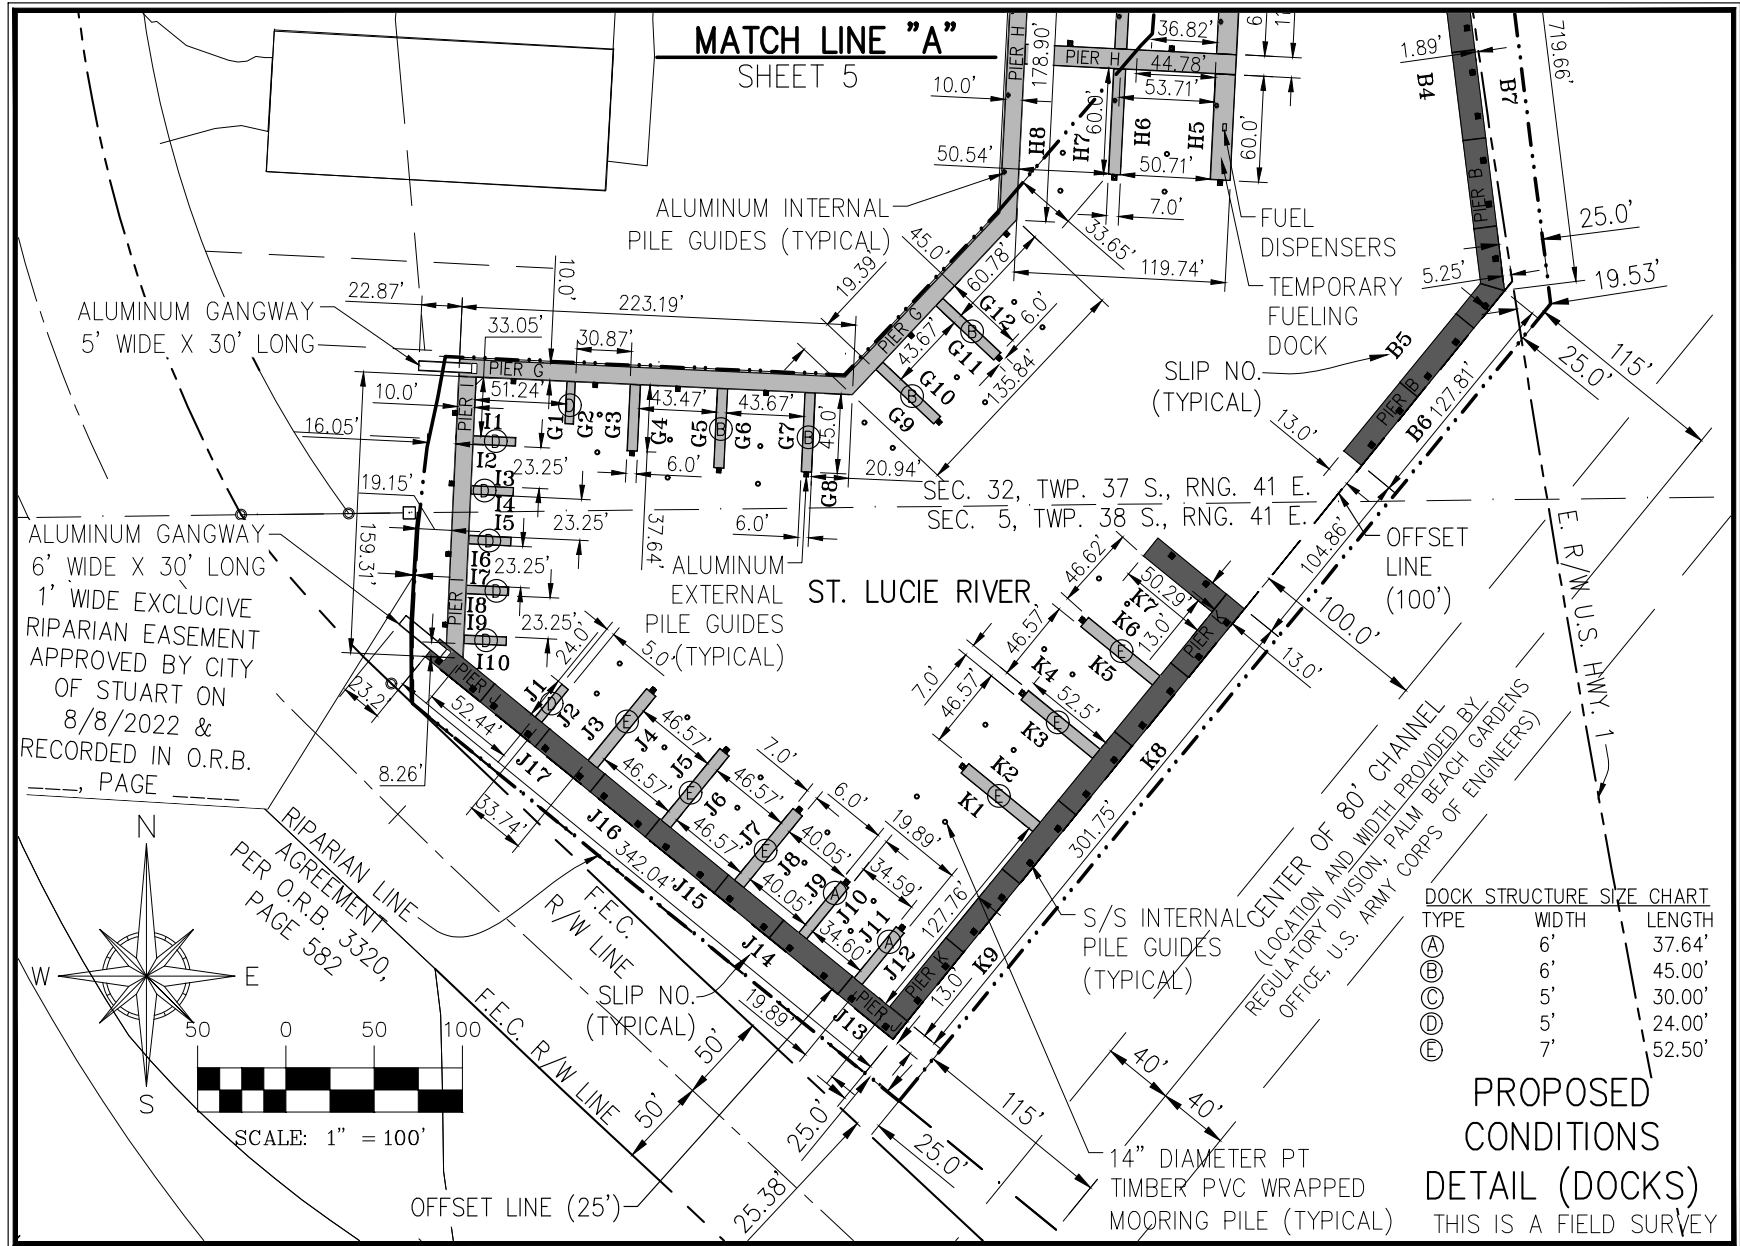 MATCH LINE "A"
SHEET 5
PIER H
178.90'
10.0'
PIER H
36.82'
44.78'
53.71'
60.0'
60.0'
50.71'
7.0'
50.54'
H8
H7
H6
H5
33.65'
119.74'
ALUMINUM INTERNAL
PILE GUIDES (TYPICAL)
FUEL
DISPENSERS
TEMPORARY
FUELING
DOCK
SLIP NO.
(TYPICAL)
1.89'
B4
B7
719.66'
PIER B
25.0'
5.25'
19.53'
B5
PIER B
B6
127.81'
25.0'
115'
13.0'
ALUMINUM GANGWAY
5' WIDE X 30' LONG
22.87'
223.19'
10.0'
33.05'
30.87'
19.39'
45.0'
60.78'
G12
6.0'
G11
43.67'
PIER G
G10
G9
135.84'
PIER G
PIER I
10.0'
51.24'
G1
G2
G3
G4
43.47'
G5
G6
43.67'
G7
45.0'
G8
20.94'
6.0'
37.64'
6.0'
16.05'
19.15'
159.31'
I1
I2
I3
I4
I5
I6
I7
I8
I9
I10
23.25'
23.25'
23.25'
23.25'
PIER I
SEC. 32, TWP. 37 S., RNG. 41 E.
SEC. 5, TWP. 38 S., RNG. 41 E.
ALUMINUM
EXTERNAL
PILE GUIDES
(TYPICAL)
ST. LUCIE RIVER
OFFSET
LINE
(100')
104.86'
100.0'
13.0'
E. R/W U.S. HWY. 1
ALUMINUM GANGWAY
6' WIDE X 30' LONG
1' WIDE EXCLUCIVE
RIPARIAN EASEMENT
APPROVED BY CITY
OF STUART ON
8/8/2022 &
RECORDED IN O.R.B.
___, PAGE ____
23.2'
8.26'
PIER J
52.44'
33.74'
24.0'
5.0'
J1
J2
J3
J4
J5
J6
J7
J8
J9
J10
J11
J12
J13
J14
J15
J16
J17
46.57'
46.57'
46.57'
46.57'
7.0'
6.0'
40.05'
40.05'
19.89'
34.59'
34.60'
342.04'
19.89'
127.76
PIER J
PIER K
13.0'
K9
301.75'
K8
46.62'
50.29'
K7
K6
K5
13.0'
46.57'
K4
K3
52.5'
7.0'
46.57'
K2
K1
RIPARIAN LINE
AGREEMENT
PER O.R.B. 3320,
PAGE 582
F.E.C.
R/W LINE
F.E.C. R/W LINE
SLIP NO.
(TYPICAL)
50'
50'
OFFSET LINE (25')
25.0'
25.38'
25.0'
115'
40'
40'
S/S INTERNAL
PILE GUIDES
(TYPICAL)
CENTER OF 80' CHANNEL
(LOCATION AND WIDTH PROVIDED BY
REGULATORY DIVISION, PALM BEACH GARDENS
OFFICE, U.S. ARMY CORPS OF ENGINEERS)
14" DIAMETER PT
TIMBER PVC WRAPPED
MOORING PILE (TYPICAL)
N
W
E
S
50 0 50 100
SCALE: 1" = 100'
DOCK STRUCTURE SIZE CHART
TYPE WIDTH LENGTH
A 6' 37.64'
B 6' 45.00'
C 5' 30.00'
D 5' 24.00'
E 7' 52.50'
PROPOSED
CONDITIONS
DETAIL (DOCKS)
THIS IS A FIELD SURVEY